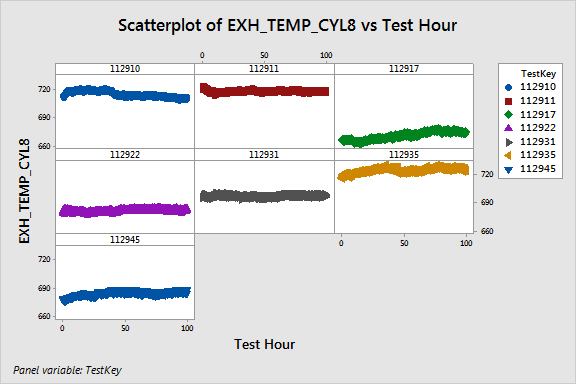 Scatterplot of EXH_TEMP_CYL8 vs Test Hour
0 50 100
112910 112911 112917
720
690
660
112922 112931 112935
720
690
660
0 50 100
112945
720
690
660
0 50 100
EXH_TEMP_CYL8
Test Hour
TestKey
112910
112911
112917
112922
112931
112935
112945
Panel variable: TestKey